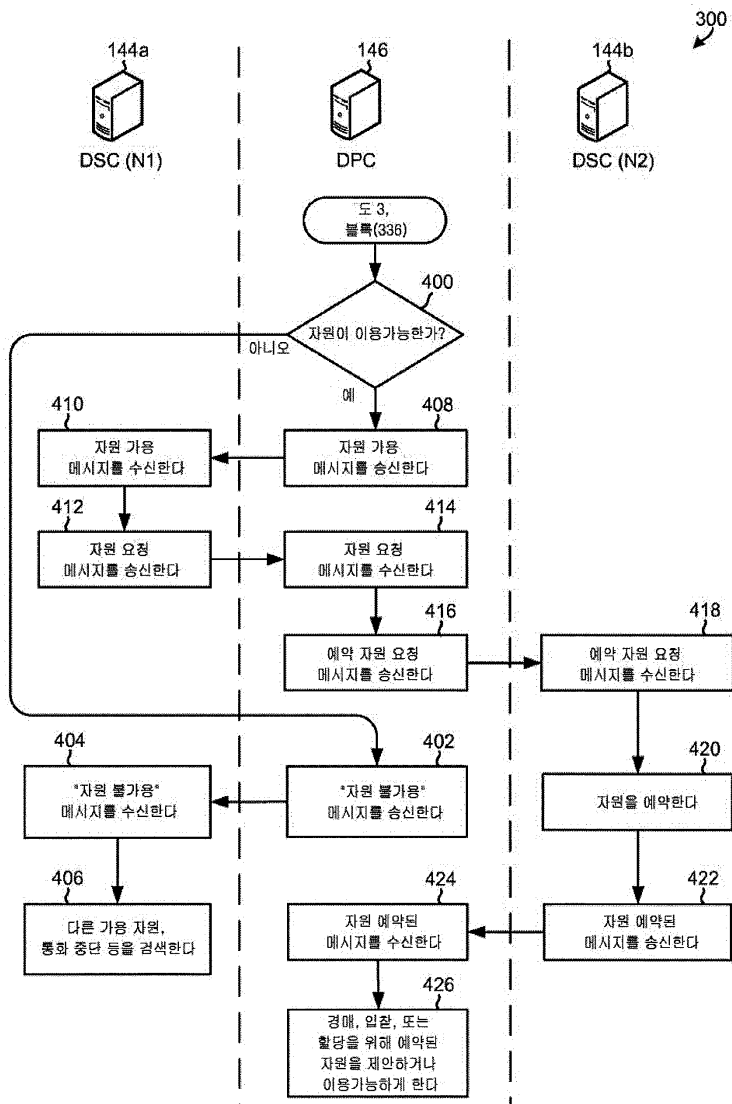 300
144a
146
144b
DSC (N1)
DPC
DSC (N2)
도 3,
블록(336)
400
자원이 이용가능한가?
아니오
예
410
408
자원 가용
메시지를 수신한다
자원 가용
메시지를 송신한다
412
414
자원 요청
메시지를 송신한다
자원 요청
메시지를 수신한다
416
418
예약 자원 요청
메시지를 송신한다
예약 자원 요청
메시지를 수신한다
404
402
420
"자원 불가용"
메시지를 수신한다
"자원 불가용"
메시지를 송신한다
자원을 예약한다
406
424
422
다른 가용 자원,
통화 중단 등을 검색한다
자원 예약된
메시지를 수신한다
자원 예약된
메시지를 송신한다
426
경매, 입찰, 또는
할당을 위해 예약된
자원을 제안하거나
이용가능하게 한다